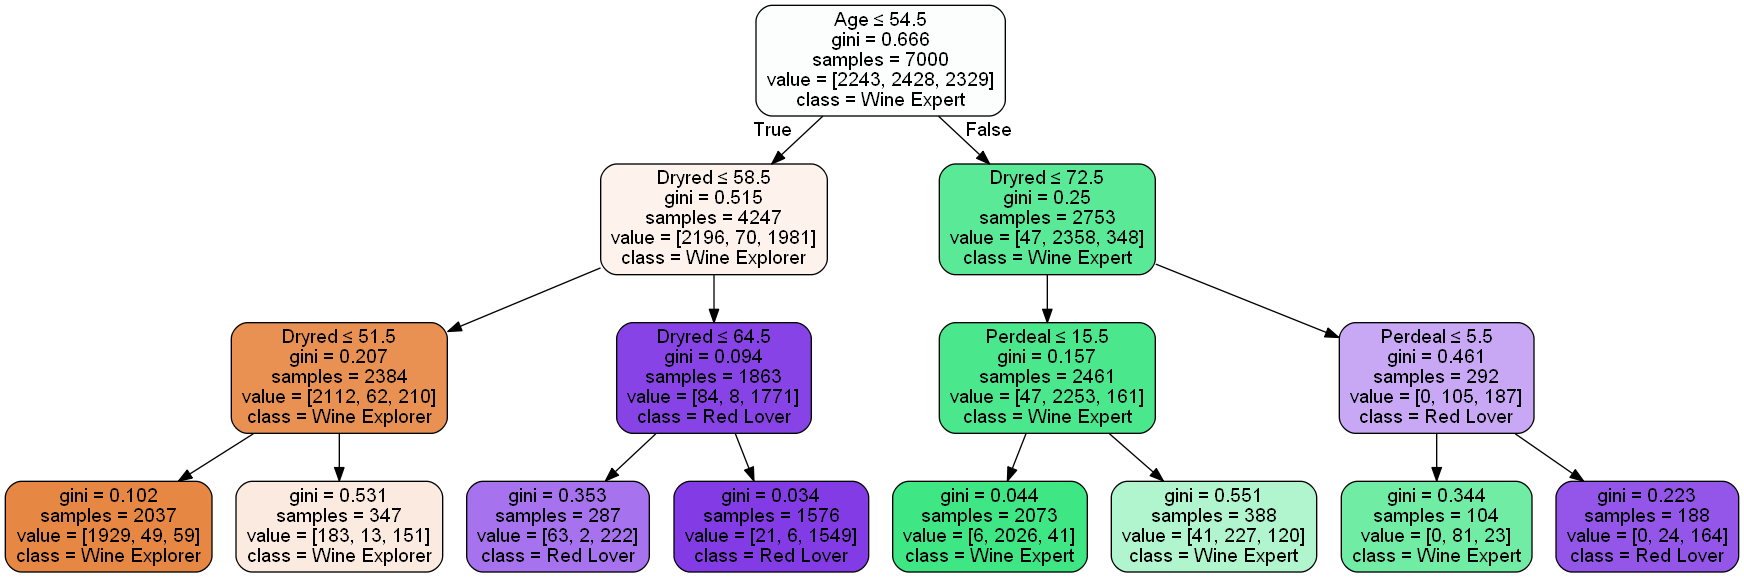 Age ≤ 54.5
gini = 0.666
samples = 7000
value = [2243, 2428, 2329]
class = Wine Expert
True
False
Dryred ≤ 58.5
gini = 0.515
samples = 4247
value = [2196, 70, 1981]
class = Wine Explorer
Dryred ≤ 72.5
gini = 0.25
samples = 2753
value = [47, 2358, 348]
class = Wine Expert
Dryred ≤ 51.5
gini = 0.207
samples = 2384
value = [2112, 62, 210]
class = Wine Explorer
Dryred ≤ 64.5
gini = 0.094
samples = 1863
value = [84, 8, 1771]
class = Red Lover
Perdeal ≤ 15.5
gini = 0.157
samples = 2461
value = [47, 2253, 161]
class = Wine Expert
Perdeal ≤ 5.5
gini = 0.461
samples = 292
value = [0, 105, 187]
class = Red Lover
gini = 0.102
samples = 2037
value = [1929, 49, 59]
class = Wine Explorer
gini = 0.531
samples = 347
value = [183, 13, 151]
class = Wine Explorer
gini = 0.353
samples = 287
value = [63, 2, 222]
class = Red Lover
gini = 0.034
samples = 1576
value = [21, 6, 1549]
class = Red Lover
gini = 0.044
samples = 2073
value = [6, 2026, 41]
class = Wine Expert
gini = 0.551
samples = 388
value = [41, 227, 120]
class = Wine Expert
gini = 0.344
samples = 104
value = [0, 81, 23]
class = Wine Expert
gini = 0.223
samples = 188
value = [0, 24, 164]
class = Red Lover